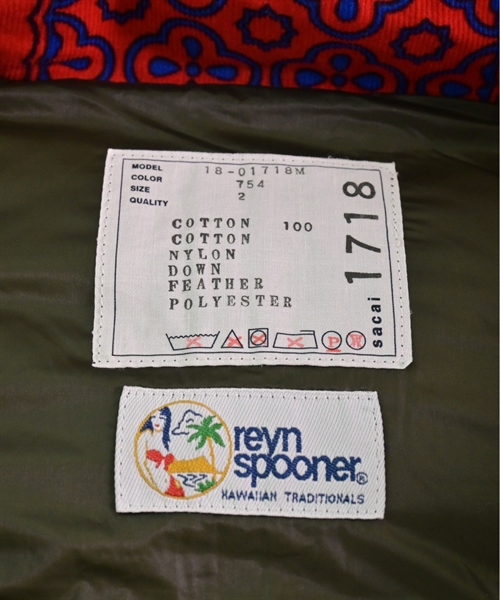 MODEL 18-01718M
COLOR 754
SIZE 2
QUALITY
COTTON 100
COTTON
NYLON
DOWN
FEATHER
POLYESTER
P W
sacai 1718
reyn
spooner®
HAWAIIAN TRADITIONALS